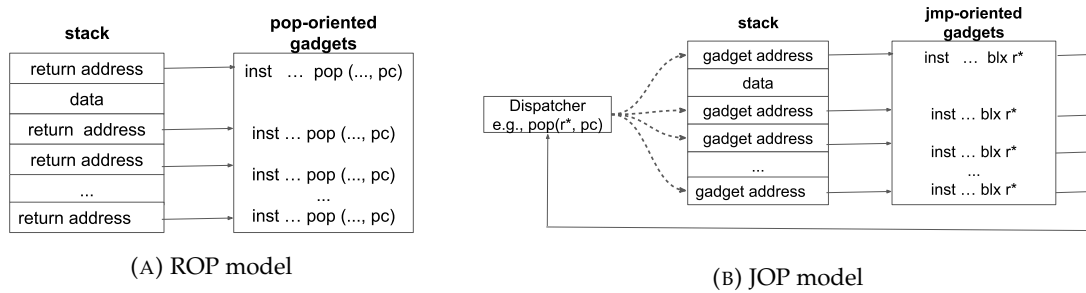 stack
pop-oriented
gadgets
return address
data
return address
return address
...
return address
inst ... pop (..., pc)
inst ... pop (..., pc)
inst ... pop (..., pc)
...
inst ... pop (..., pc)
(A) ROP model
Dispatcher
e.g., pop(r*, pc)
stack
jmp-oriented
gadgets
gadget address
data
gadget address
gadget address
...
gadget address
inst ... blx r*
inst ... blx r*
inst ... blx r*
...
inst ... blx r*
(B) JOP model